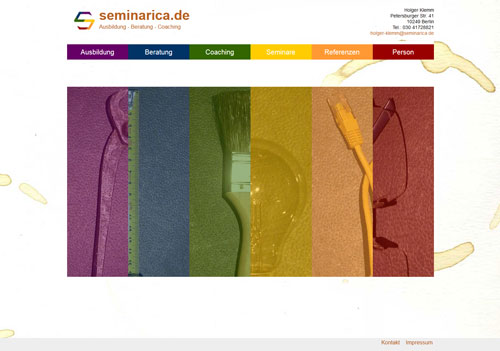 seminarica.de
Ausbildung - Beratung - Coaching
Holger Klemm
Petersburger Str. 41
10249 Berlin
Tel.: 030 41728821
holger.klemm@seminarica.de
Ausbildung Beratung Coaching Seminare Referenzen Person
Kontakt Impressum